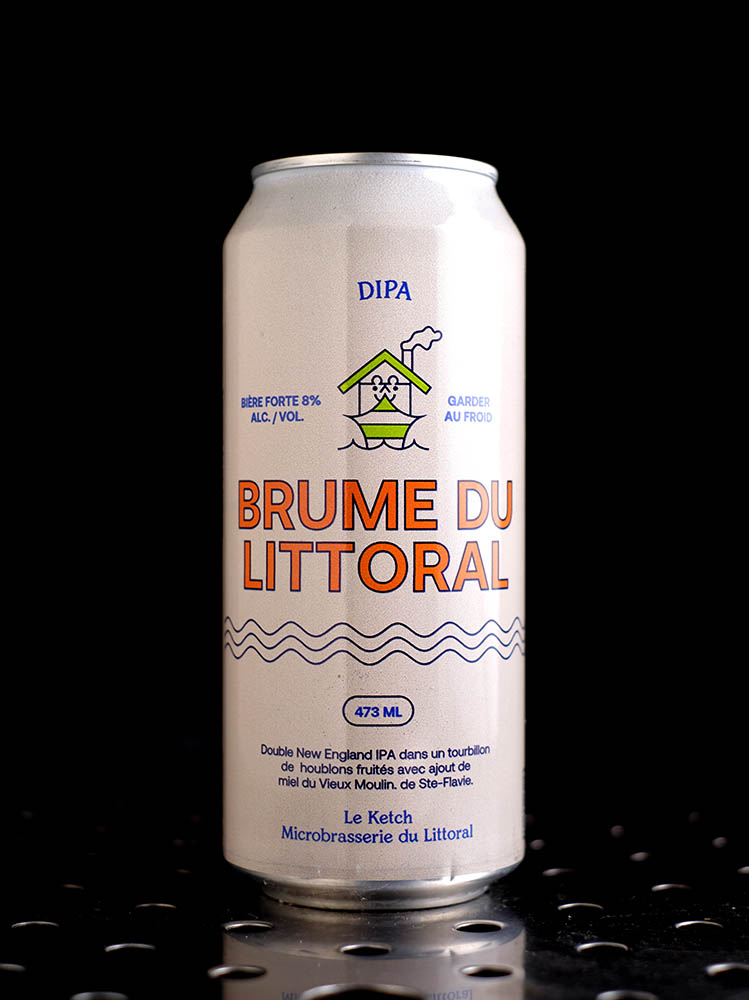 DIPA
BIÈRE FORTE 8%
ALC. / VOL.
GARDER
AU FROID
BRUME DU
LITTORAL
473 ML
Double New England IPA dans un tourbillon
de houblons fruités avec ajout de
miel du Vieux Moulin. de Ste-Flavie.
Le Ketch
Microbrasserie du Littoral